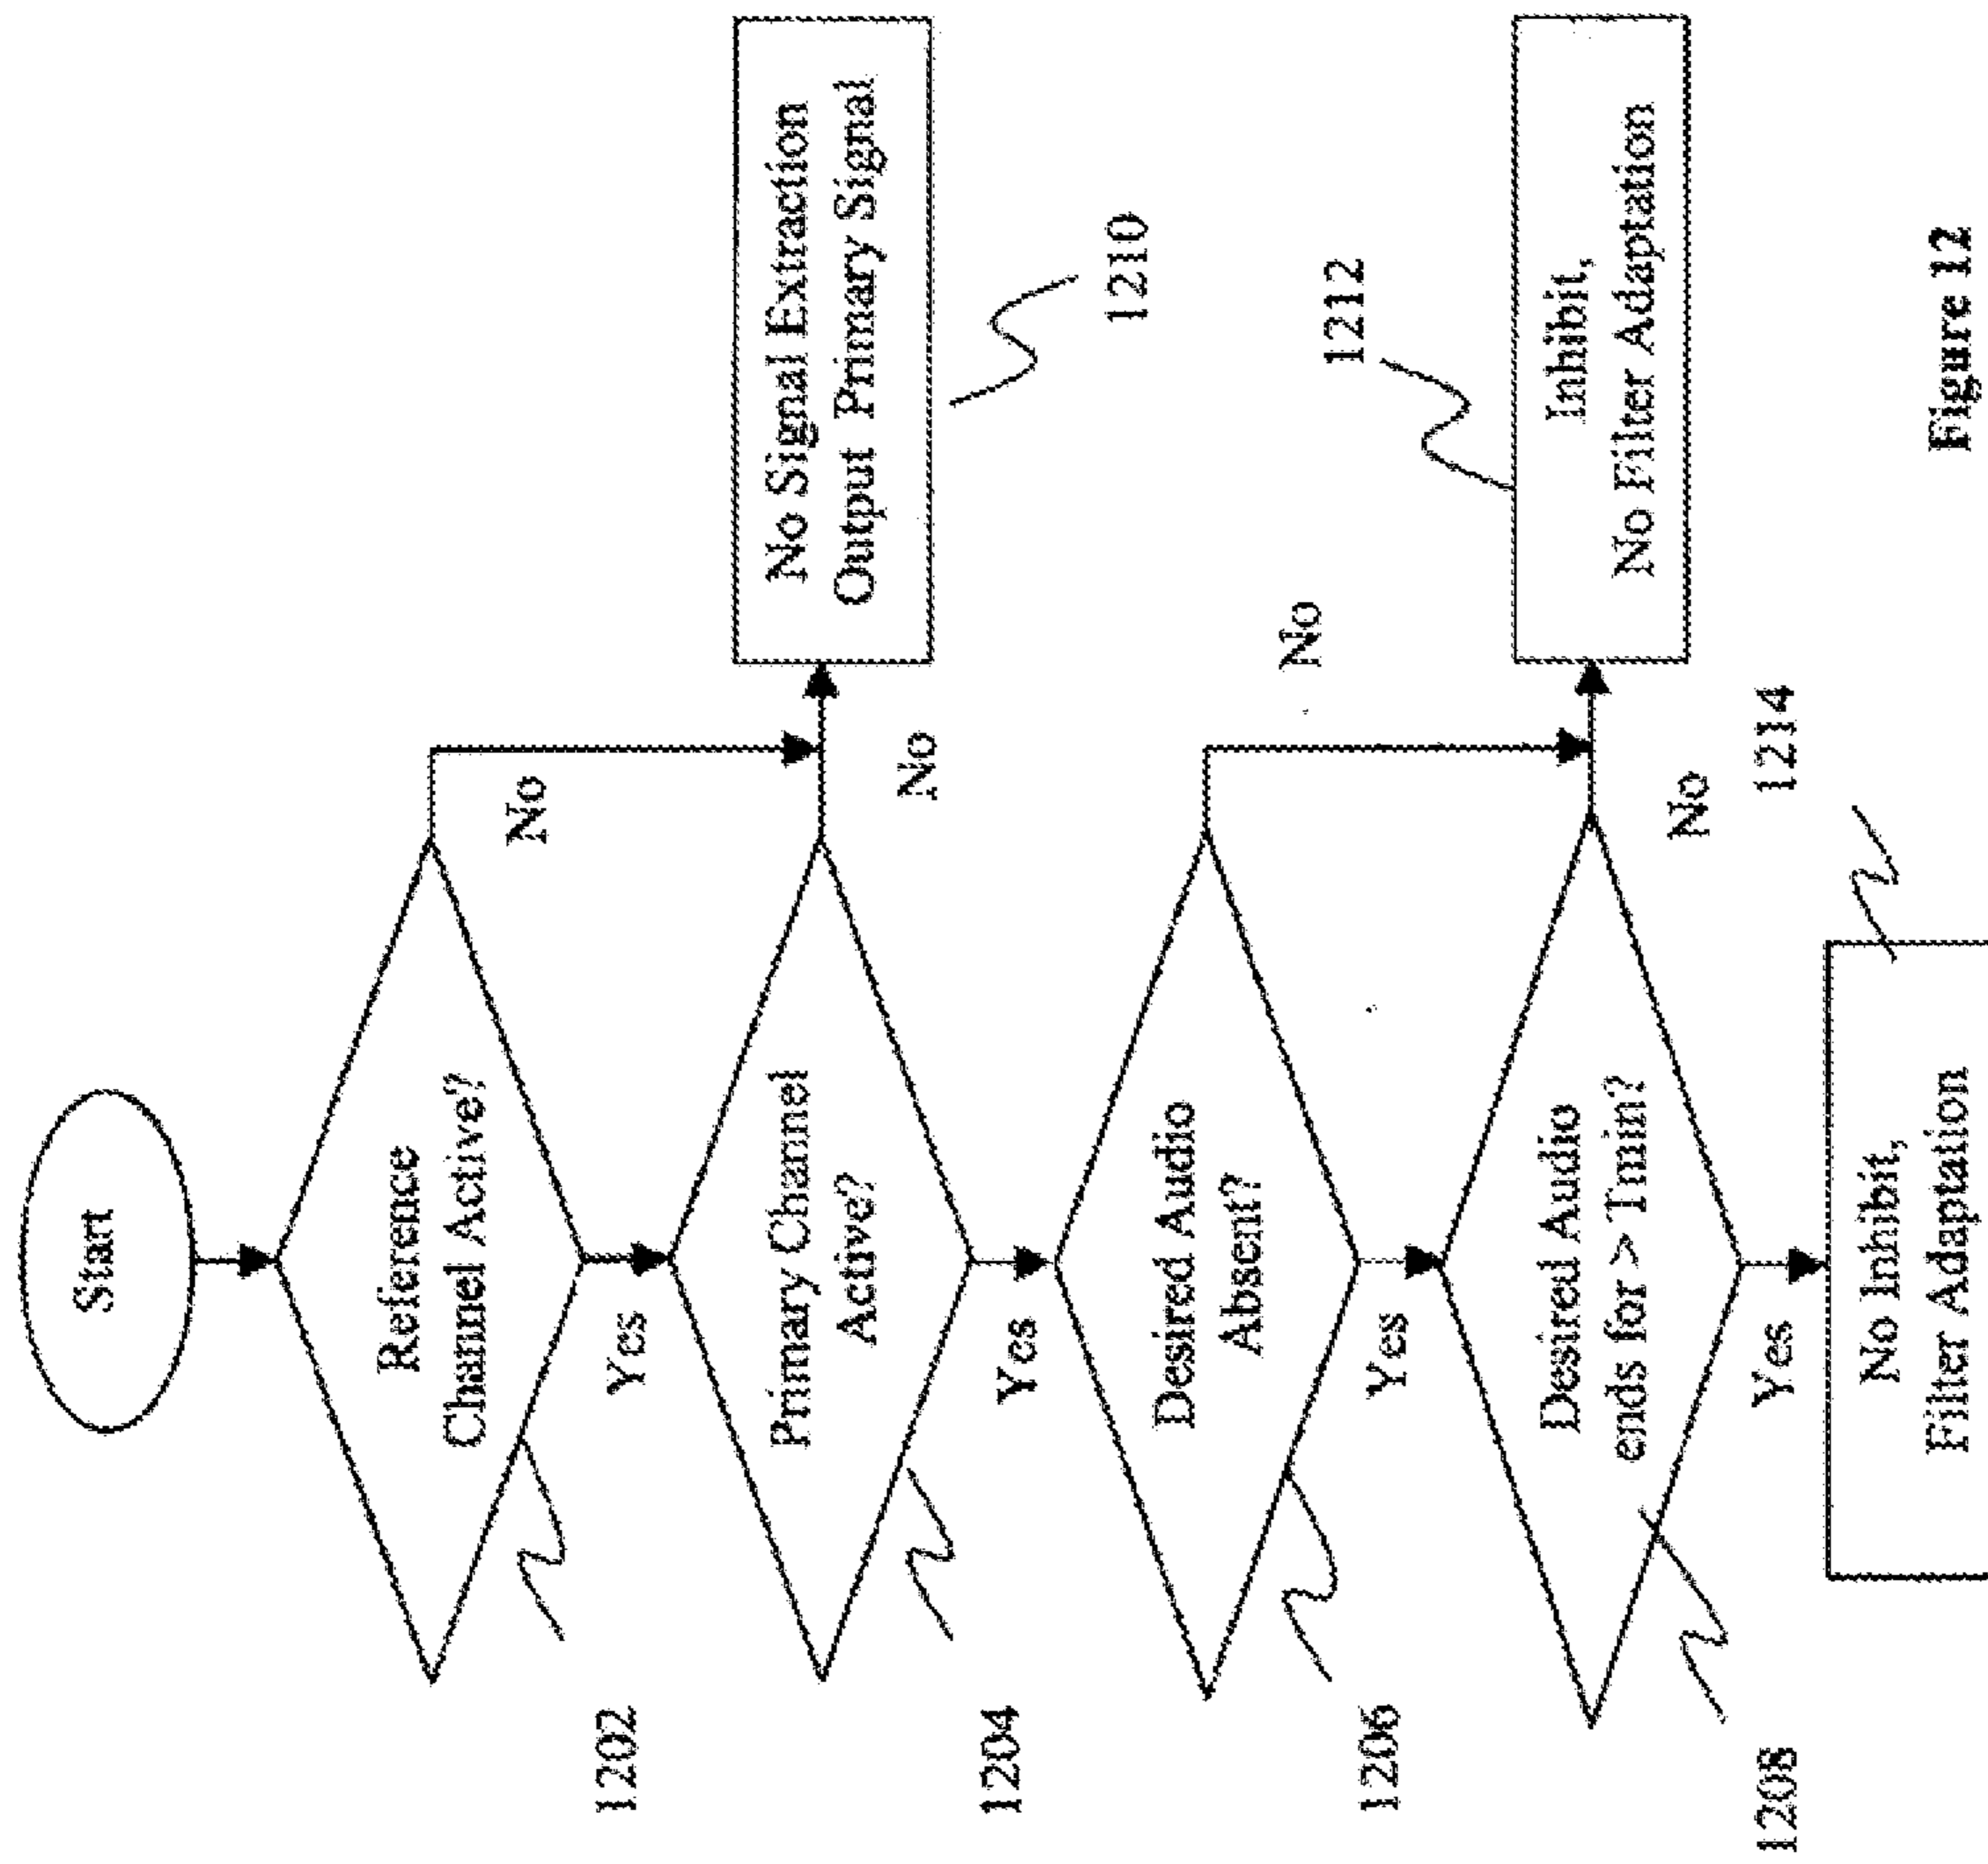 Start
Reference
Channel Active?
No
Yes
1202
Primary Channel
Active?
No
No Signal Extraction
Output Primary Signal
1210
Yes
1204
Desired Audio
Absent?
No
Yes
1206
Desired Audio
ends for > Tmin?
No
1212
Inhibit,
No Filter Adaptation
Yes
1208
1214
No Inhibit,
Filter Adaptation
Figure 12